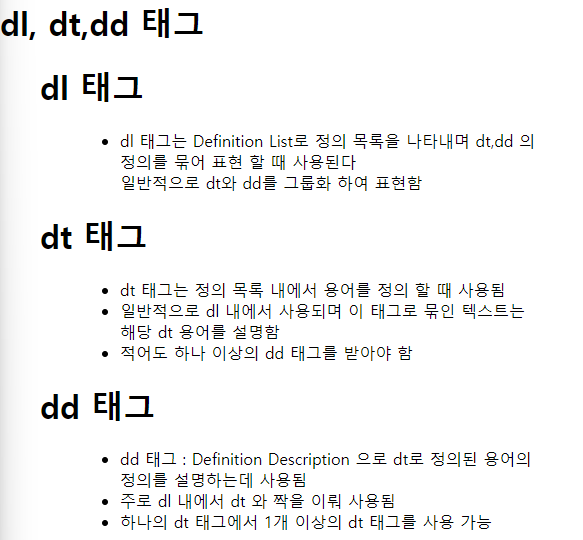 dl, dt,dd 태그
dl 태그
dl 태그는 Definition List로 정의 목록을 나타내며 dt,dd 의
정의를 묶어 표현 할 때 사용된다
일반적으로 dt와 dd를 그룹화 하여 표현함
dt 태그
dt 태그는 정의 목록 내에서 용어를 정의 할 때 사용됨
일반적으로 dl 내에서 사용되며 이 태그로 묶인 텍스트는
해당 dt 용어를 설명함
적어도 하나 이상의 dd 태그를 받아야 함
dd 태그
dd 태그 : Definition Description 으로 dt로 정의된 용어의
정의를 설명하는데 사용됨
주로 dl 내에서 dt 와 짝을 이뤄 사용됨
하나의 dt 태그에서 1개 이상의 dt 태그를 사용 가능